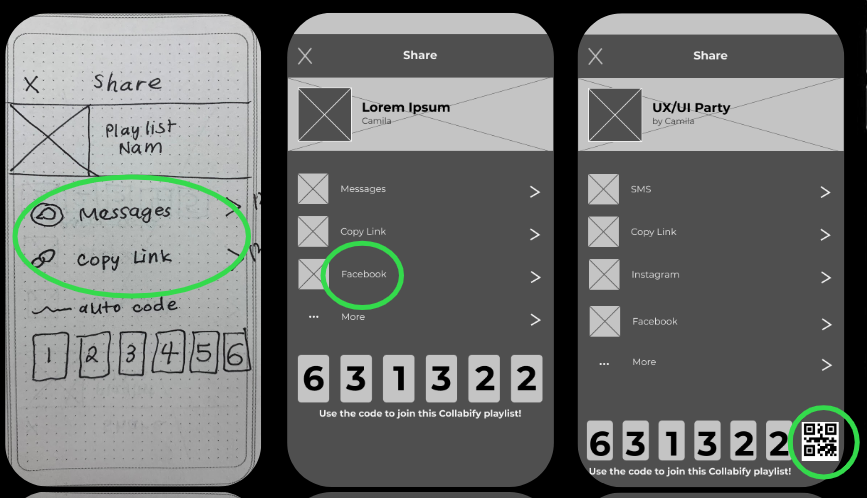 X Share
Playlist
Nam
Messages >
Copy Link >
auto code
1 2 3 4 5 6
X Share
Lorem Ipsum
Camila
Messages >
Copy Link >
Facebook >
... More >
6 3 1 3 2 2
Use the code to join this Collabify playlist!
X Share
UX/UI Party
by Camila
SMS >
Copy Link >
Instagram >
Facebook >
... More >
6 3 1 3 2 2
Use the code to join this Collabify playlist!